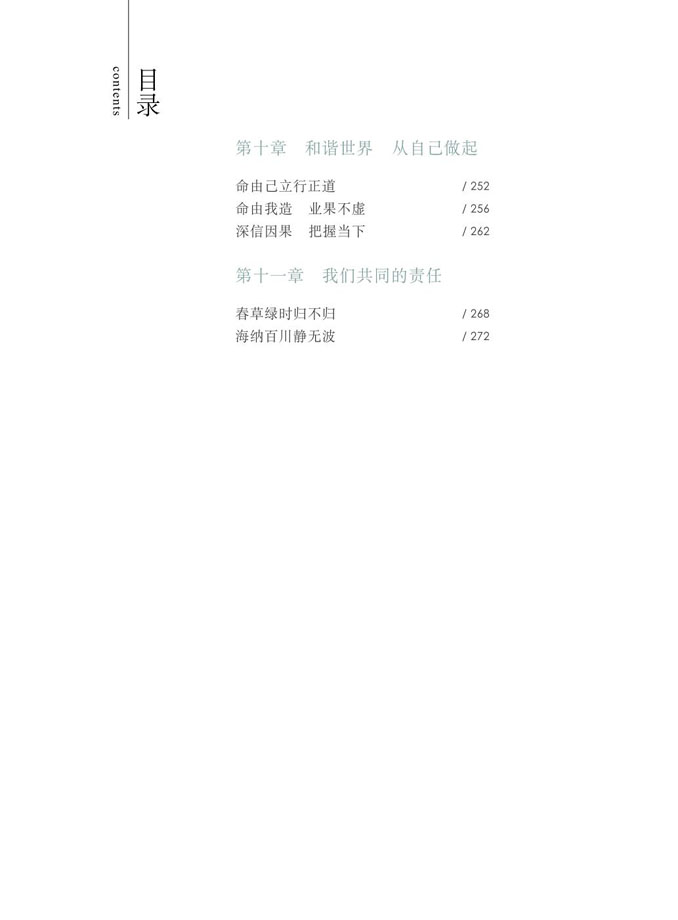 目录
contents
第十章 和谐世界 从自己做起
命由己立行正道 / 252
命由我造 业果不虚 / 256
深信因果 把握当下 / 262
第十一章 我们共同的责任
春草绿时归不归 / 268
海纳百川静无波 / 272